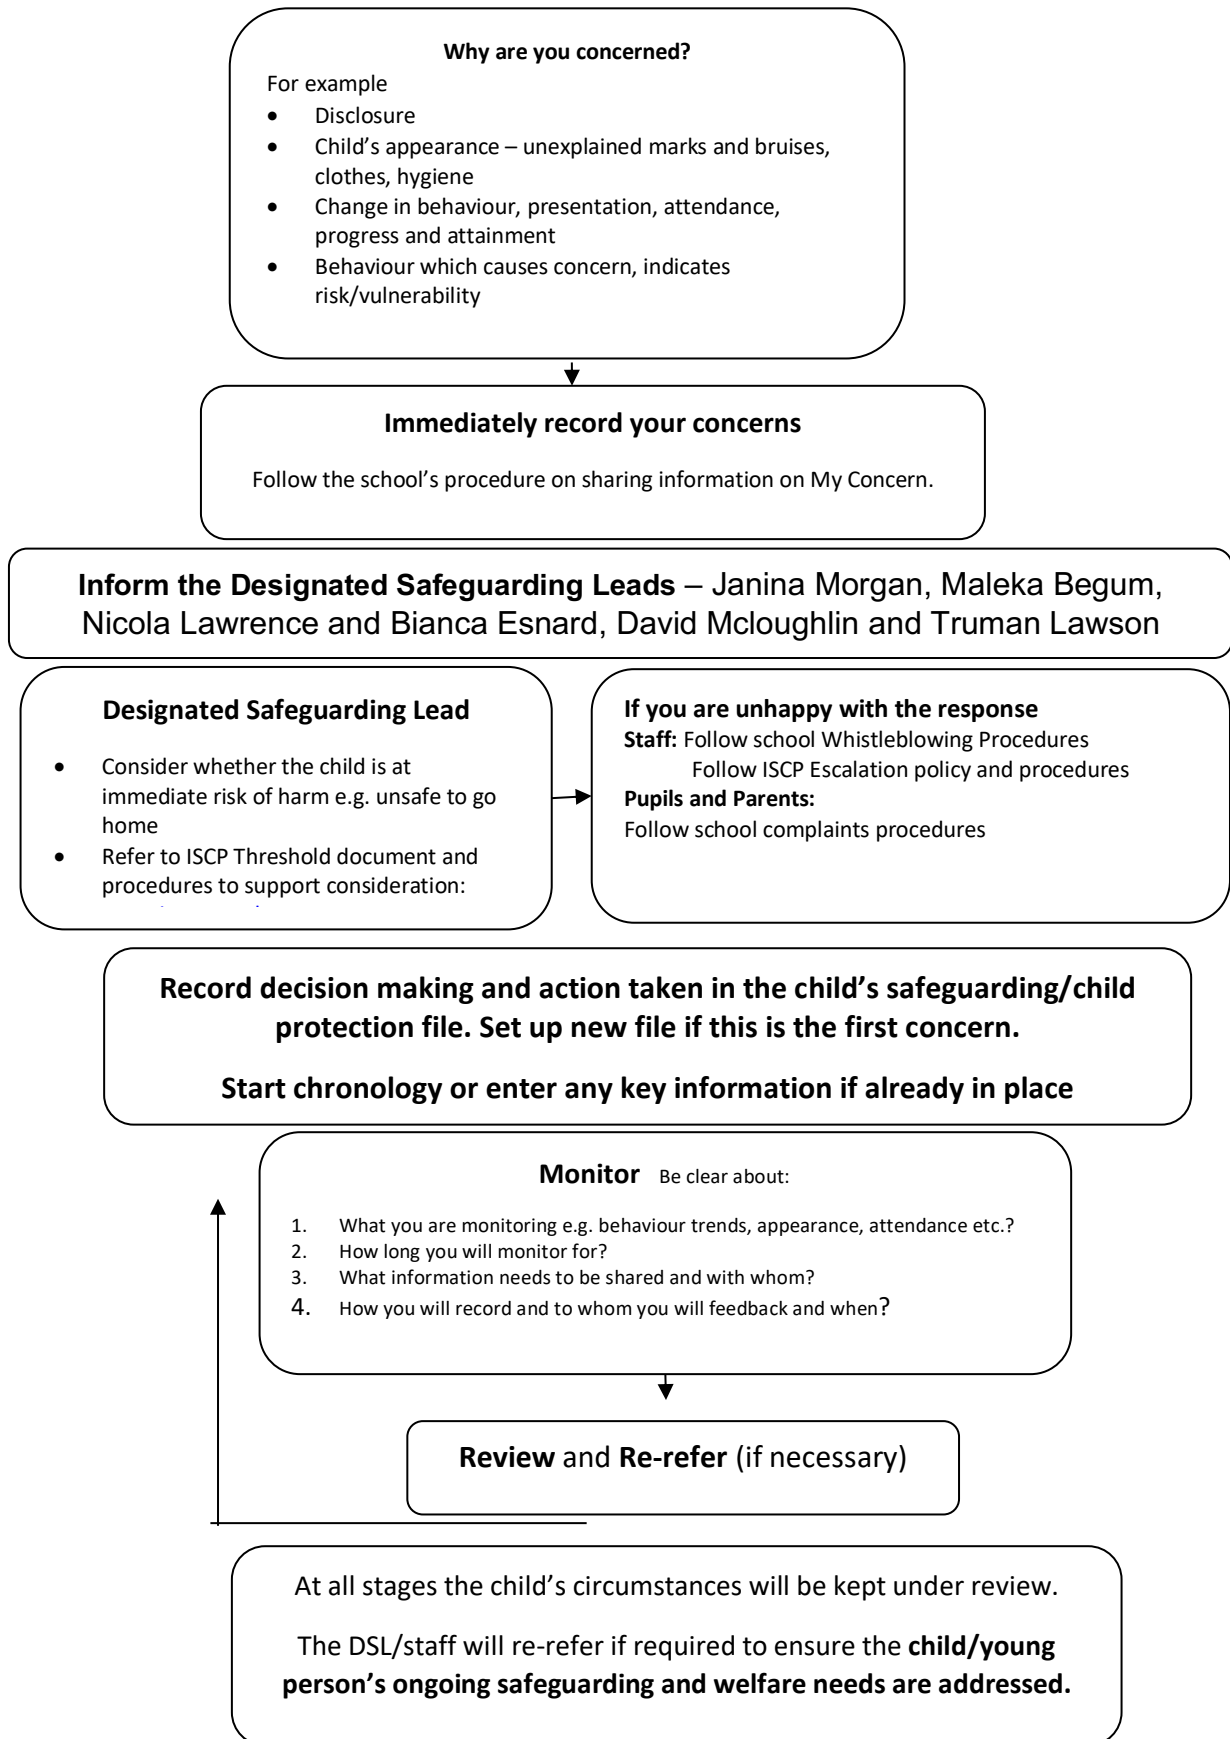 Why are you concerned?
For example
• Disclosure
• Child’s appearance – unexplained marks and bruises,
clothes, hygiene
• Change in behaviour, presentation, attendance,
progress and attainment
• Behaviour which causes concern, indicates
risk/vulnerability
Immediately record your concerns
Follow the school’s procedure on sharing information on My Concern.
Inform the Designated Safeguarding Leads – Janina Morgan, Maleka Begum,
Nicola Lawrence and Bianca Esnard, David Mcloughlin and Truman Lawson
Designated Safeguarding Lead
• Consider whether the child is at
immediate risk of harm e.g. unsafe to go
home
• Refer to ISCP Threshold document and
procedures to support consideration:
If you are unhappy with the response
Staff: Follow school Whistleblowing Procedures
Follow ISCP Escalation policy and procedures
Pupils and Parents:
Follow school complaints procedures
Record decision making and action taken in the child’s safeguarding/child
protection file. Set up new file if this is the first concern.
Start chronology or enter any key information if already in place
Monitor Be clear about:
1. What you are monitoring e.g. behaviour trends, appearance, attendance etc.?
2. How long you will monitor for?
3. What information needs to be shared and with whom?
4. How you will record and to whom you will feedback and when?
Review and Re-refer (if necessary)
At all stages the child’s circumstances will be kept under review.
The DSL/staff will re-refer if required to ensure the child/young
person’s ongoing safeguarding and welfare needs are addressed.